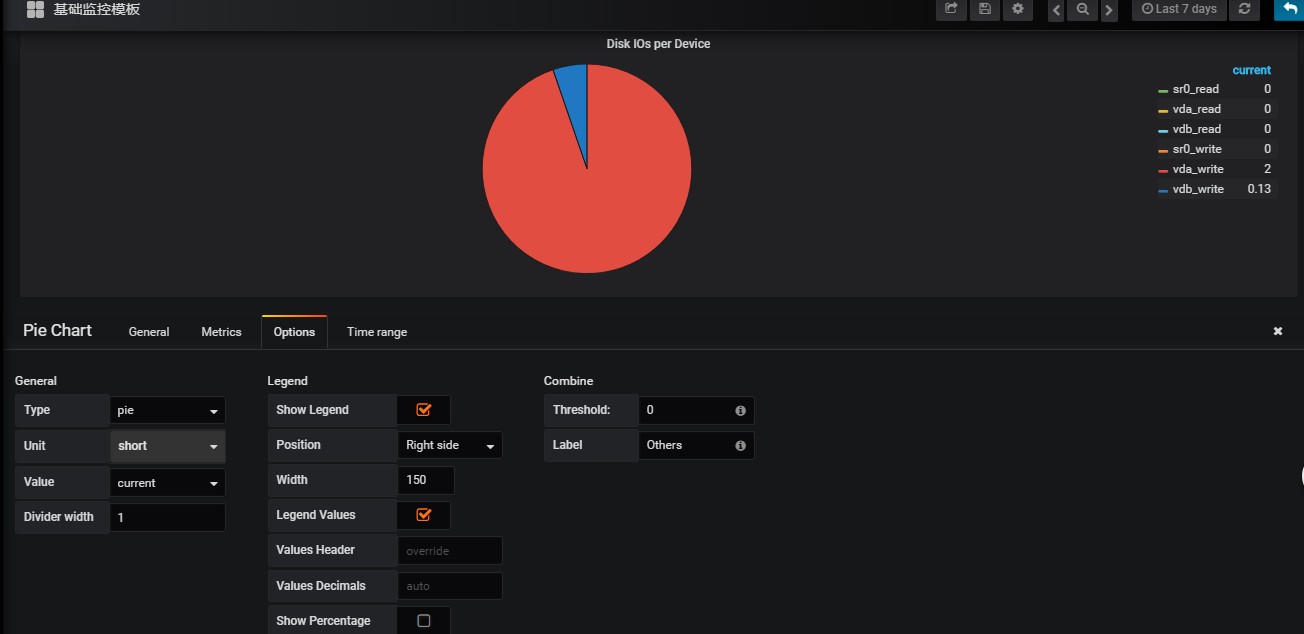 基础监控模板
Last 7 days
Disk IOs per Device
current
sr0_read 0
vda_read 0
vdb_read 0
sr0_write 0
vda_write 2
vdb_write 0.13
Pie Chart General Metrics Options Time range
General
Type pie
Unit short
Value current
Divider width 1
Legend
Show Legend
Position Right side
Width 150
Legend Values
Values Header override
Values Decimals auto
Show Percentage
Combine
Threshold: 0
Label Others